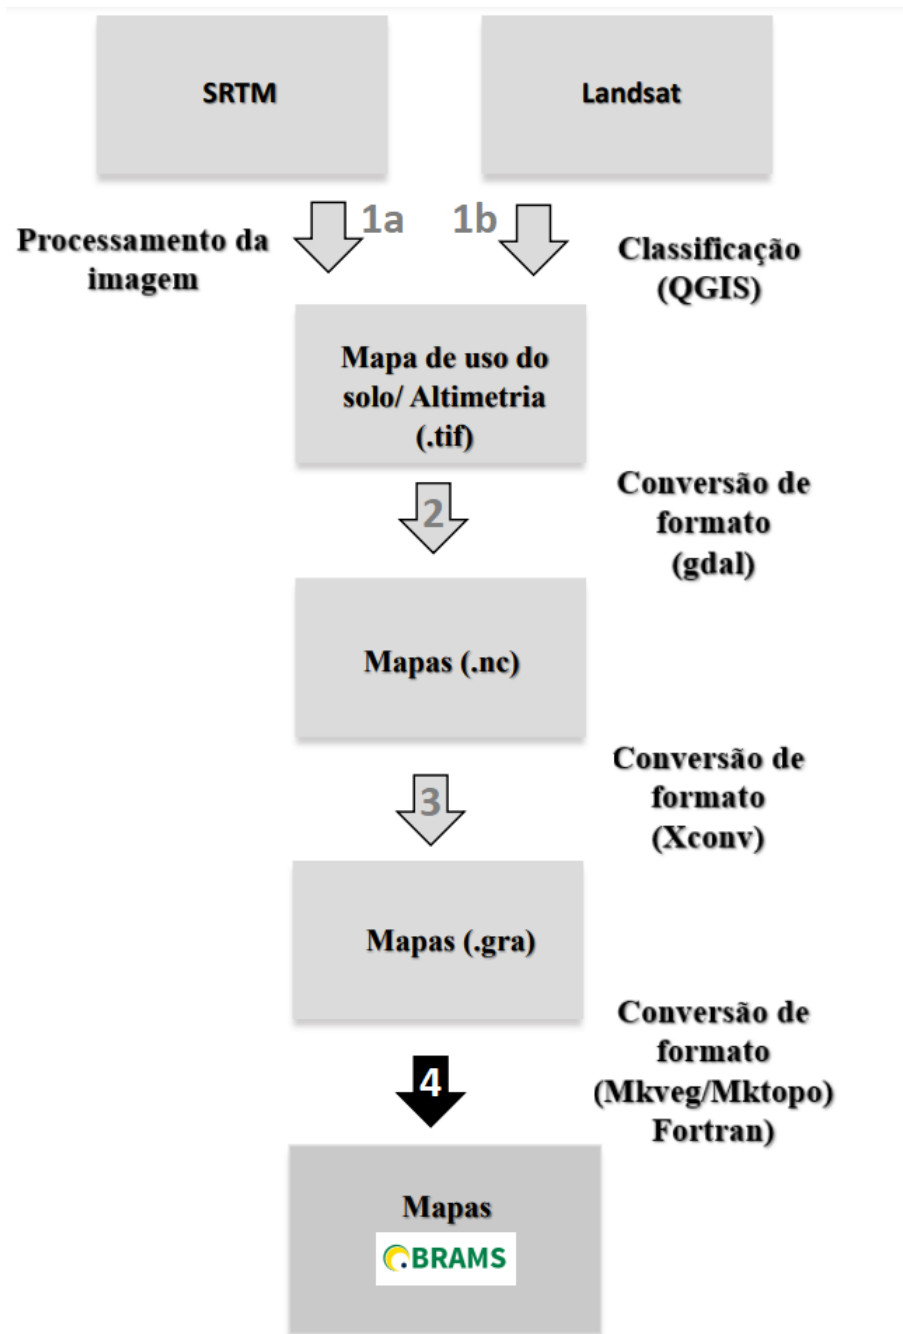 SRTM
Landsat
1a
1b
Processamento da
imagem
Classificação
(QGIS)
Mapa de uso do
solo/ Altimetria
(.tif)
2
Conversão de
formato
(gdal)
Mapas (.nc)
3
Conversão de
formato
(Xconv)
Mapas (.gra)
4
Conversão de
formato
(Mkveg/Mktopo)
Fortran)
Mapas
BRAMS